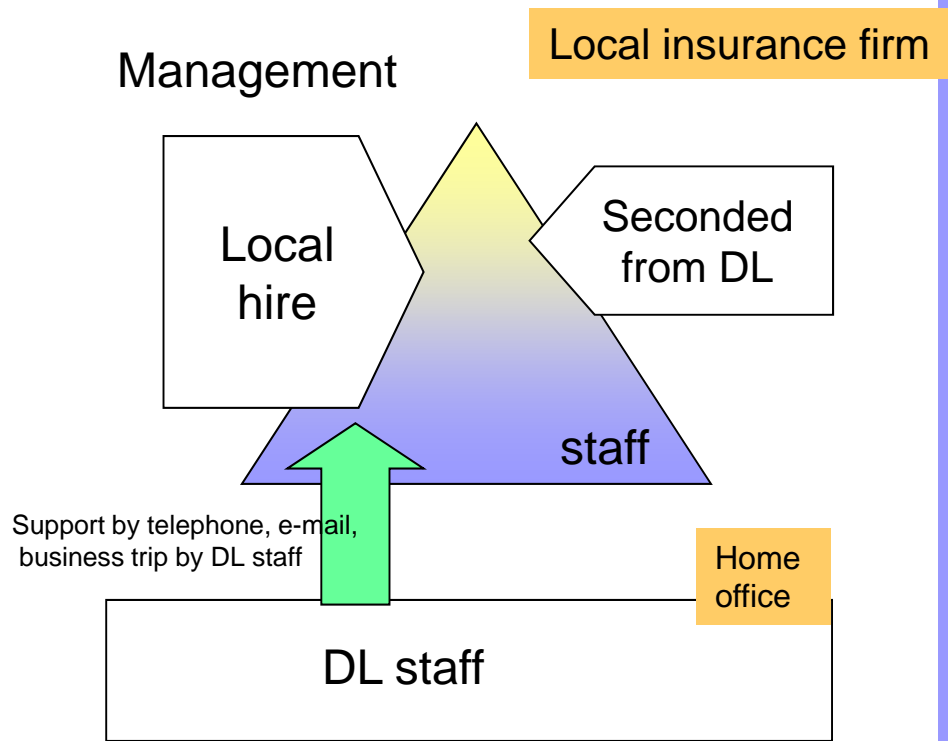 Local insurance firm
Management
Local
hire
Seconded
from DL
staff
Support by telephone, e-mail,
business trip by DL staff
Home
office
DL staff